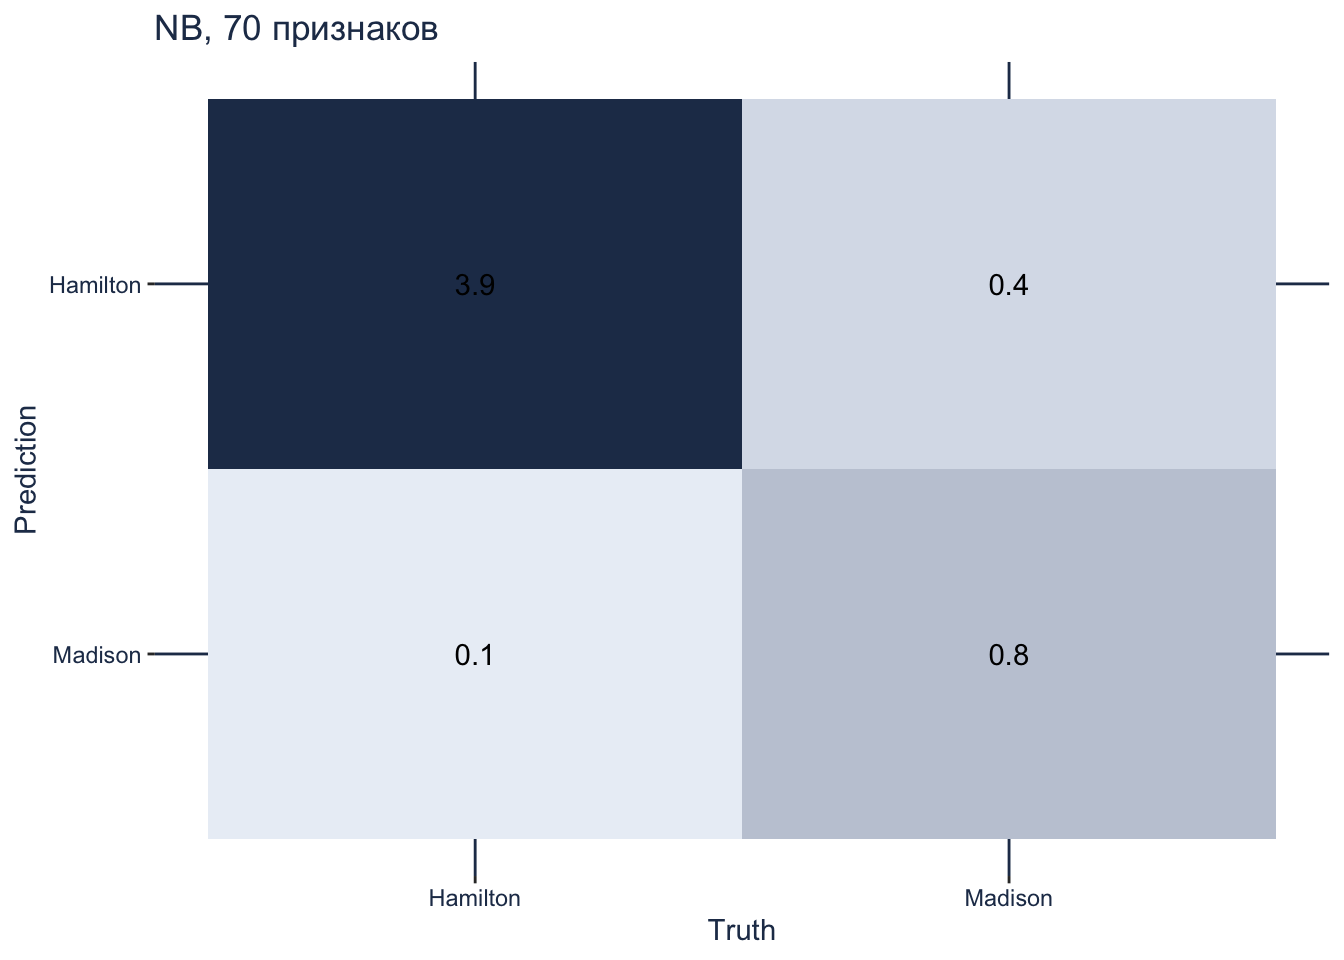 NB, 70 признаков
Hamilton
3.9
0.4
Prediction
Madison
0.1
0.8
Hamilton
Madison
Truth